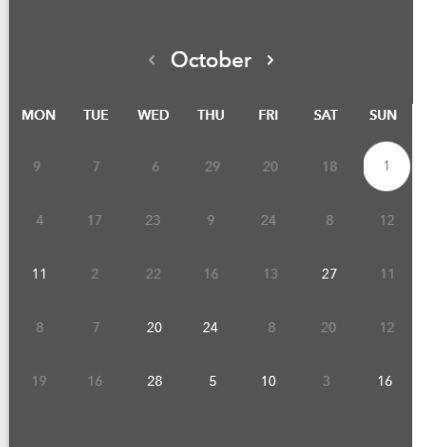 ‹ October ›
MON TUE WED THU FRI SAT SUN
9 7 6 29 20 18 1
4 17 23 9 24 8 12
11 2 22 16 13 27 11
8 7 20 24 8 20 12
19 16 28 5 10 3 16